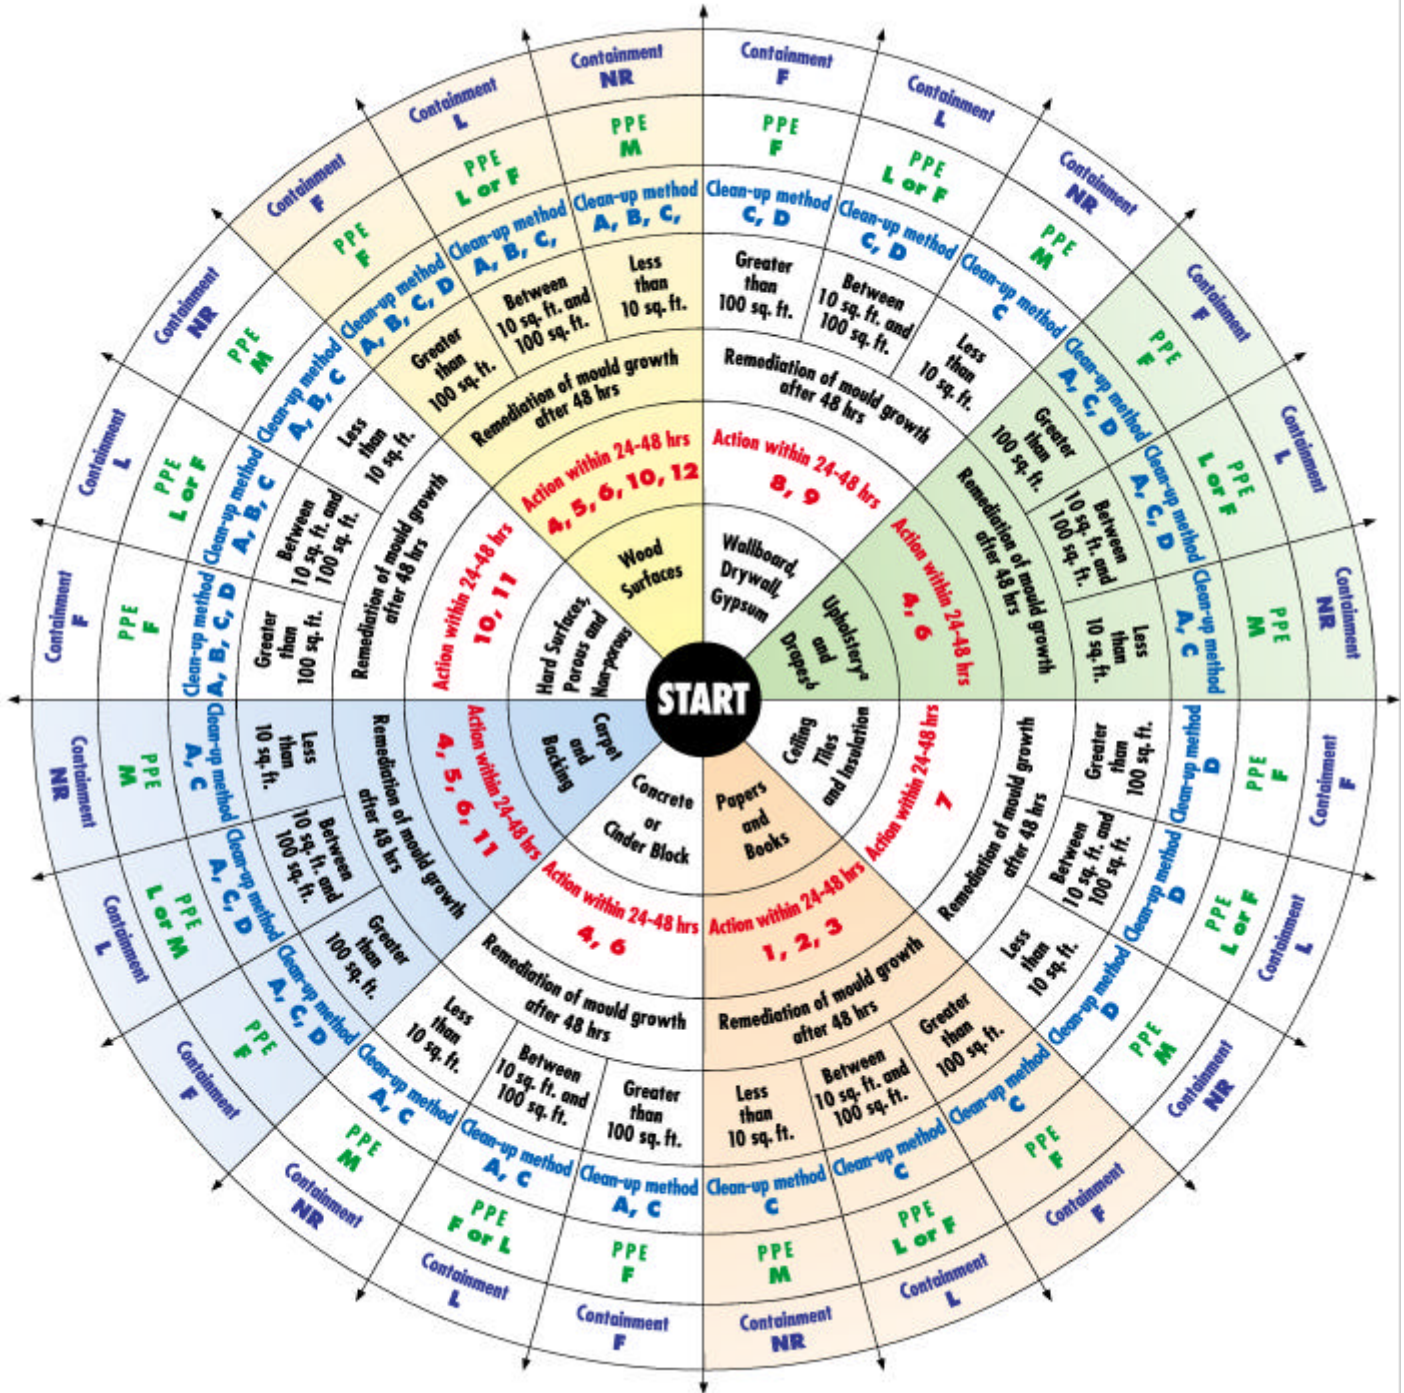 START
Wallboard,
Drywall,
Gypsum
Action within 24-48 hrs
8, 9
Remediation of mould growth
after 48 hrs
Greater
than
100 sq. ft.
Clean-up method
C, D
PPE
F
Containment
F
Between
10 sq. ft. and
100 sq. ft.
Clean-up method
C, D
PPE
L or F
Containment
L
Less
than
10 sq. ft.
Clean-up method
C
PPE
M
Containment
NR
Upholstery a
and
Drapes b
Action within 24-48 hrs
4, 6
Remediation of mould growth
after 48 hrs
Greater
than
100 sq. ft.
Clean-up method
A, C, D
PPE
F
Containment
F
Between
10 sq. ft. and
100 sq. ft.
Clean-up method
A, C, D
PPE
L or F
Containment
L
Less
than
10 sq. ft.
Clean-up method
A, C
PPE
M
Containment
NR
Ceiling
Tiles
and Insulation
Action within 24-48 hrs
7
Remediation of mould growth
after 48 hrs
Greater
than
100 sq. ft.
Clean-up method
D
PPE
F
Containment
F
Between
10 sq. ft. and
100 sq. ft.
Clean-up method
D
PPE
L or F
Containment
L
Less
than
10 sq. ft.
Clean-up method
D
PPE
M
Containment
NR
Papers
and
Books
Action within 24-48 hrs
1, 2, 3
Remediation of mould growth
after 48 hrs
Greater
than
100 sq. ft.
Clean-up method
C
PPE
F
Containment
F
Between
10 sq. ft. and
100 sq. ft.
Clean-up method
C
PPE
L or F
Containment
L
Less
than
10 sq. ft.
Clean-up method
C
PPE
M
Containment
NR
Concrete
or
Cinder Block
Action within 24-48 hrs
4, 6
Remediation of mould growth
after 48 hrs
Greater
than
100 sq. ft.
Clean-up method
A, C
PPE
F
Containment
F
Between
10 sq. ft. and
100 sq. ft.
Clean-up method
A, C
PPE
F or L
Containment
L
Less
than
10 sq. ft.
Clean-up method
A, C
PPE
M
Containment
NR
Carpet
and
Backing
Action within 24-48 hrs
4, 5, 6, 11
Remediation of mould growth
after 48 hrs
Greater
than
100 sq. ft.
Clean-up method
A, C, D
PPE
F
Containment
F
Between
10 sq. ft. and
100 sq. ft.
Clean-up method
A, C, D
PPE
L or M
Containment
L
Less
than
10 sq. ft.
Clean-up method
A, C
PPE
M
Containment
NR
Hard Surfaces,
Porous and
Non-porous
Action within 24-48 hrs
10, 11
Remediation of mould growth
after 48 hrs
Greater
than
100 sq. ft.
Clean-up method
A, B, C, D
PPE
F
Containment
F
Between
10 sq. ft. and
100 sq. ft.
Clean-up method
A, B, C
PPE
L or F
Containment
L
Less
than
10 sq. ft.
Clean-up method
A, B, C
PPE
M
Containment
NR
Wood
Surfaces
Action within 24-48 hrs
4, 5, 6, 10, 12
Remediation of mould growth
after 48 hrs
Greater
than
100 sq. ft.
Clean-up method
A, B, C, D
PPE
F
Containment
F
Between
10 sq. ft. and
100 sq. ft.
Clean-up method
A, B, C,
PPE
L or F
Containment
L
Less
than
10 sq. ft.
Clean-up method
A, B, C,
PPE
M
Containment
NR